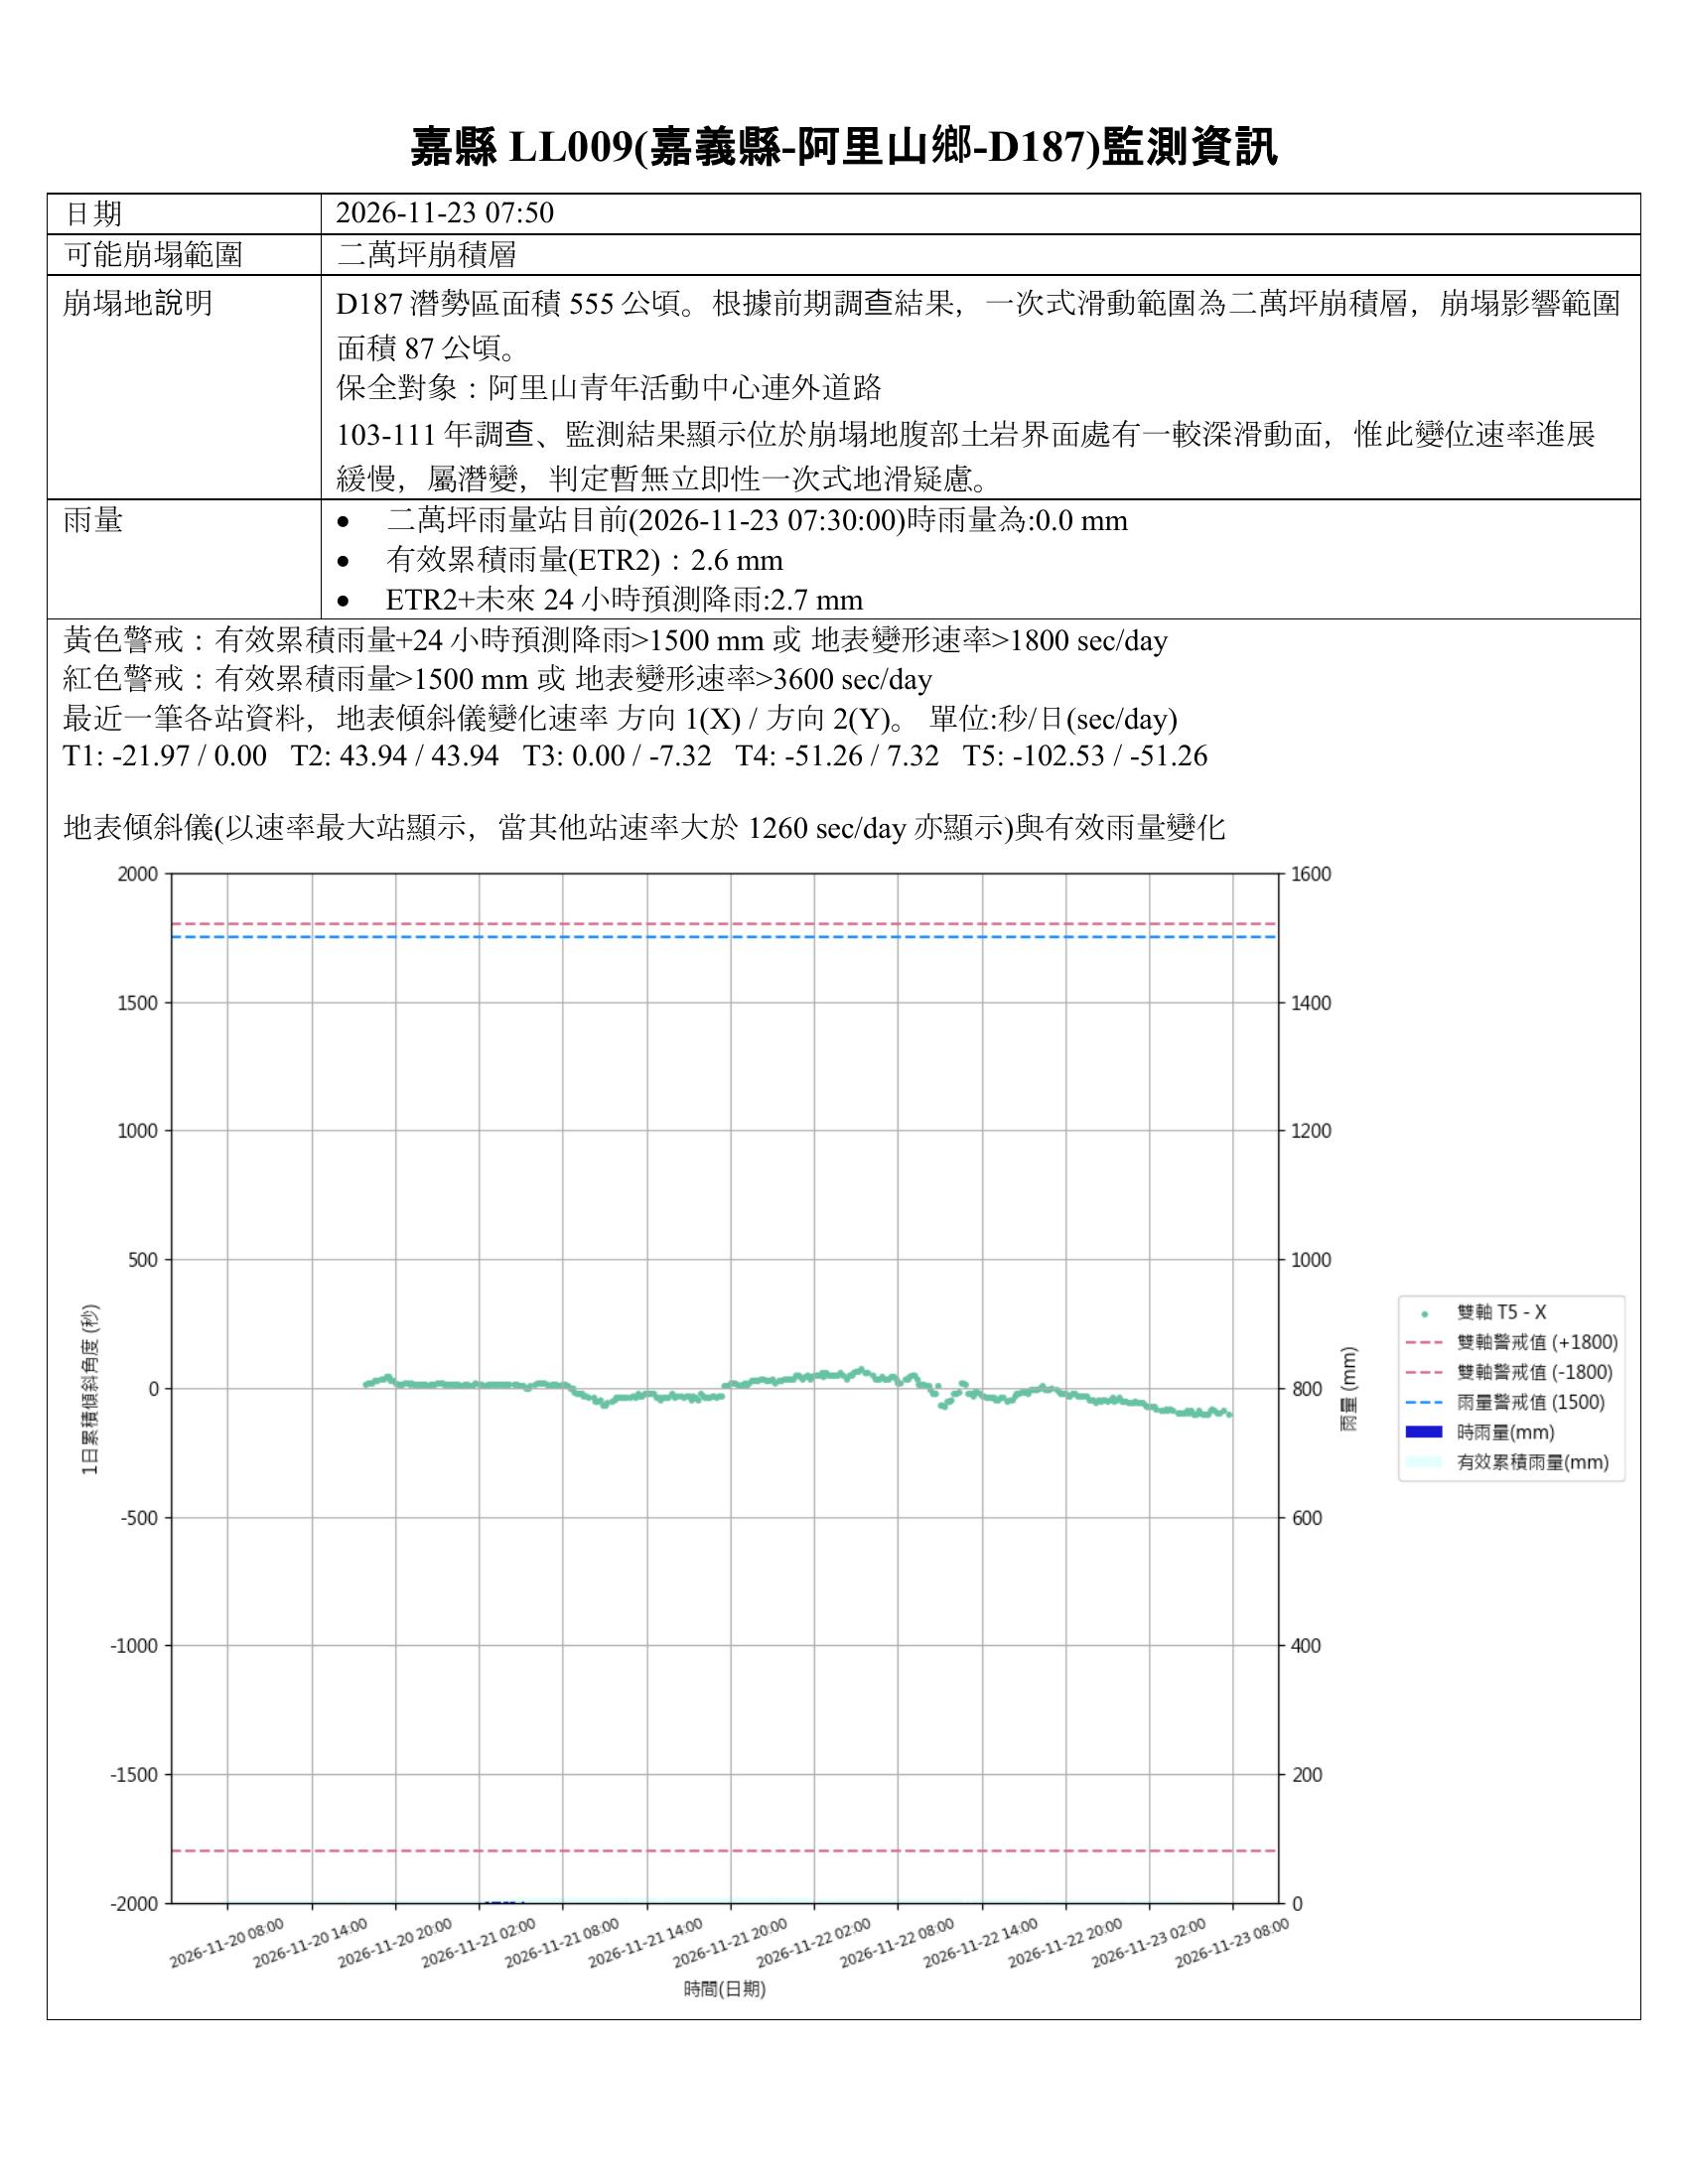 嘉縣 LL009(嘉義縣-阿里山鄉-D187)監測資訊
日期 2026-11-23 07:50
可能崩塌範圍 二萬坪崩積層
崩塌地說明 D187 潛勢區面積 555 公頃。根據前期調查結果，一次式滑動範圍為二萬坪崩積層，崩塌影響範圍
面積 87 公頃。
保全對象：阿里山青年活動中心連外道路
103-111 年調查、監測結果顯示位於崩塌地腹部土岩界面處有一較深滑動面，惟此變位速率進展
緩慢，屬潛變，判定暫無立即性一次式地滑疑慮。
雨量 • 二萬坪雨量站目前(2026-11-23 07:30:00)時雨量為:0.0 mm
• 有效累積雨量(ETR2)：2.6 mm
• ETR2+未來 24 小時預測降雨:2.7 mm
黃色警戒：有效累積雨量+24 小時預測降雨>1500 mm 或 地表變形速率>1800 sec/day
紅色警戒：有效累積雨量>1500 mm 或 地表變形速率>3600 sec/day
最近一筆各站資料，地表傾斜儀變化速率 方向 1(X) / 方向 2(Y)。 單位:秒/日(sec/day)
T1: -21.97 / 0.00 T2: 43.94 / 43.94 T3: 0.00 / -7.32 T4: -51.26 / 7.32 T5: -102.53 / -51.26
地表傾斜儀(以速率最大站顯示，當其他站速率大於 1260 sec/day 亦顯示)與有效雨量變化
2000
1500
1000
500
0
-500
-1000
-1500
-2000
1日累積傾斜角度 (秒)
1600
1400
1200
1000
800
600
400
200
0
雨量 (mm)
雙軸 T5 - X
雙軸警戒值 (+1800)
雙軸警戒值 (-1800)
雨量警戒值 (1500)
時雨量(mm)
有效累積雨量(mm)
2026-11-20 08:00
2026-11-20 14:00
2026-11-20 20:00
2026-11-21 02:00
2026-11-21 08:00
2026-11-21 14:00
2026-11-21 20:00
2026-11-22 02:00
2026-11-22 08:00
2026-11-22 14:00
2026-11-22 20:00
2026-11-23 02:00
2026-11-23 08:00
時間(日期)